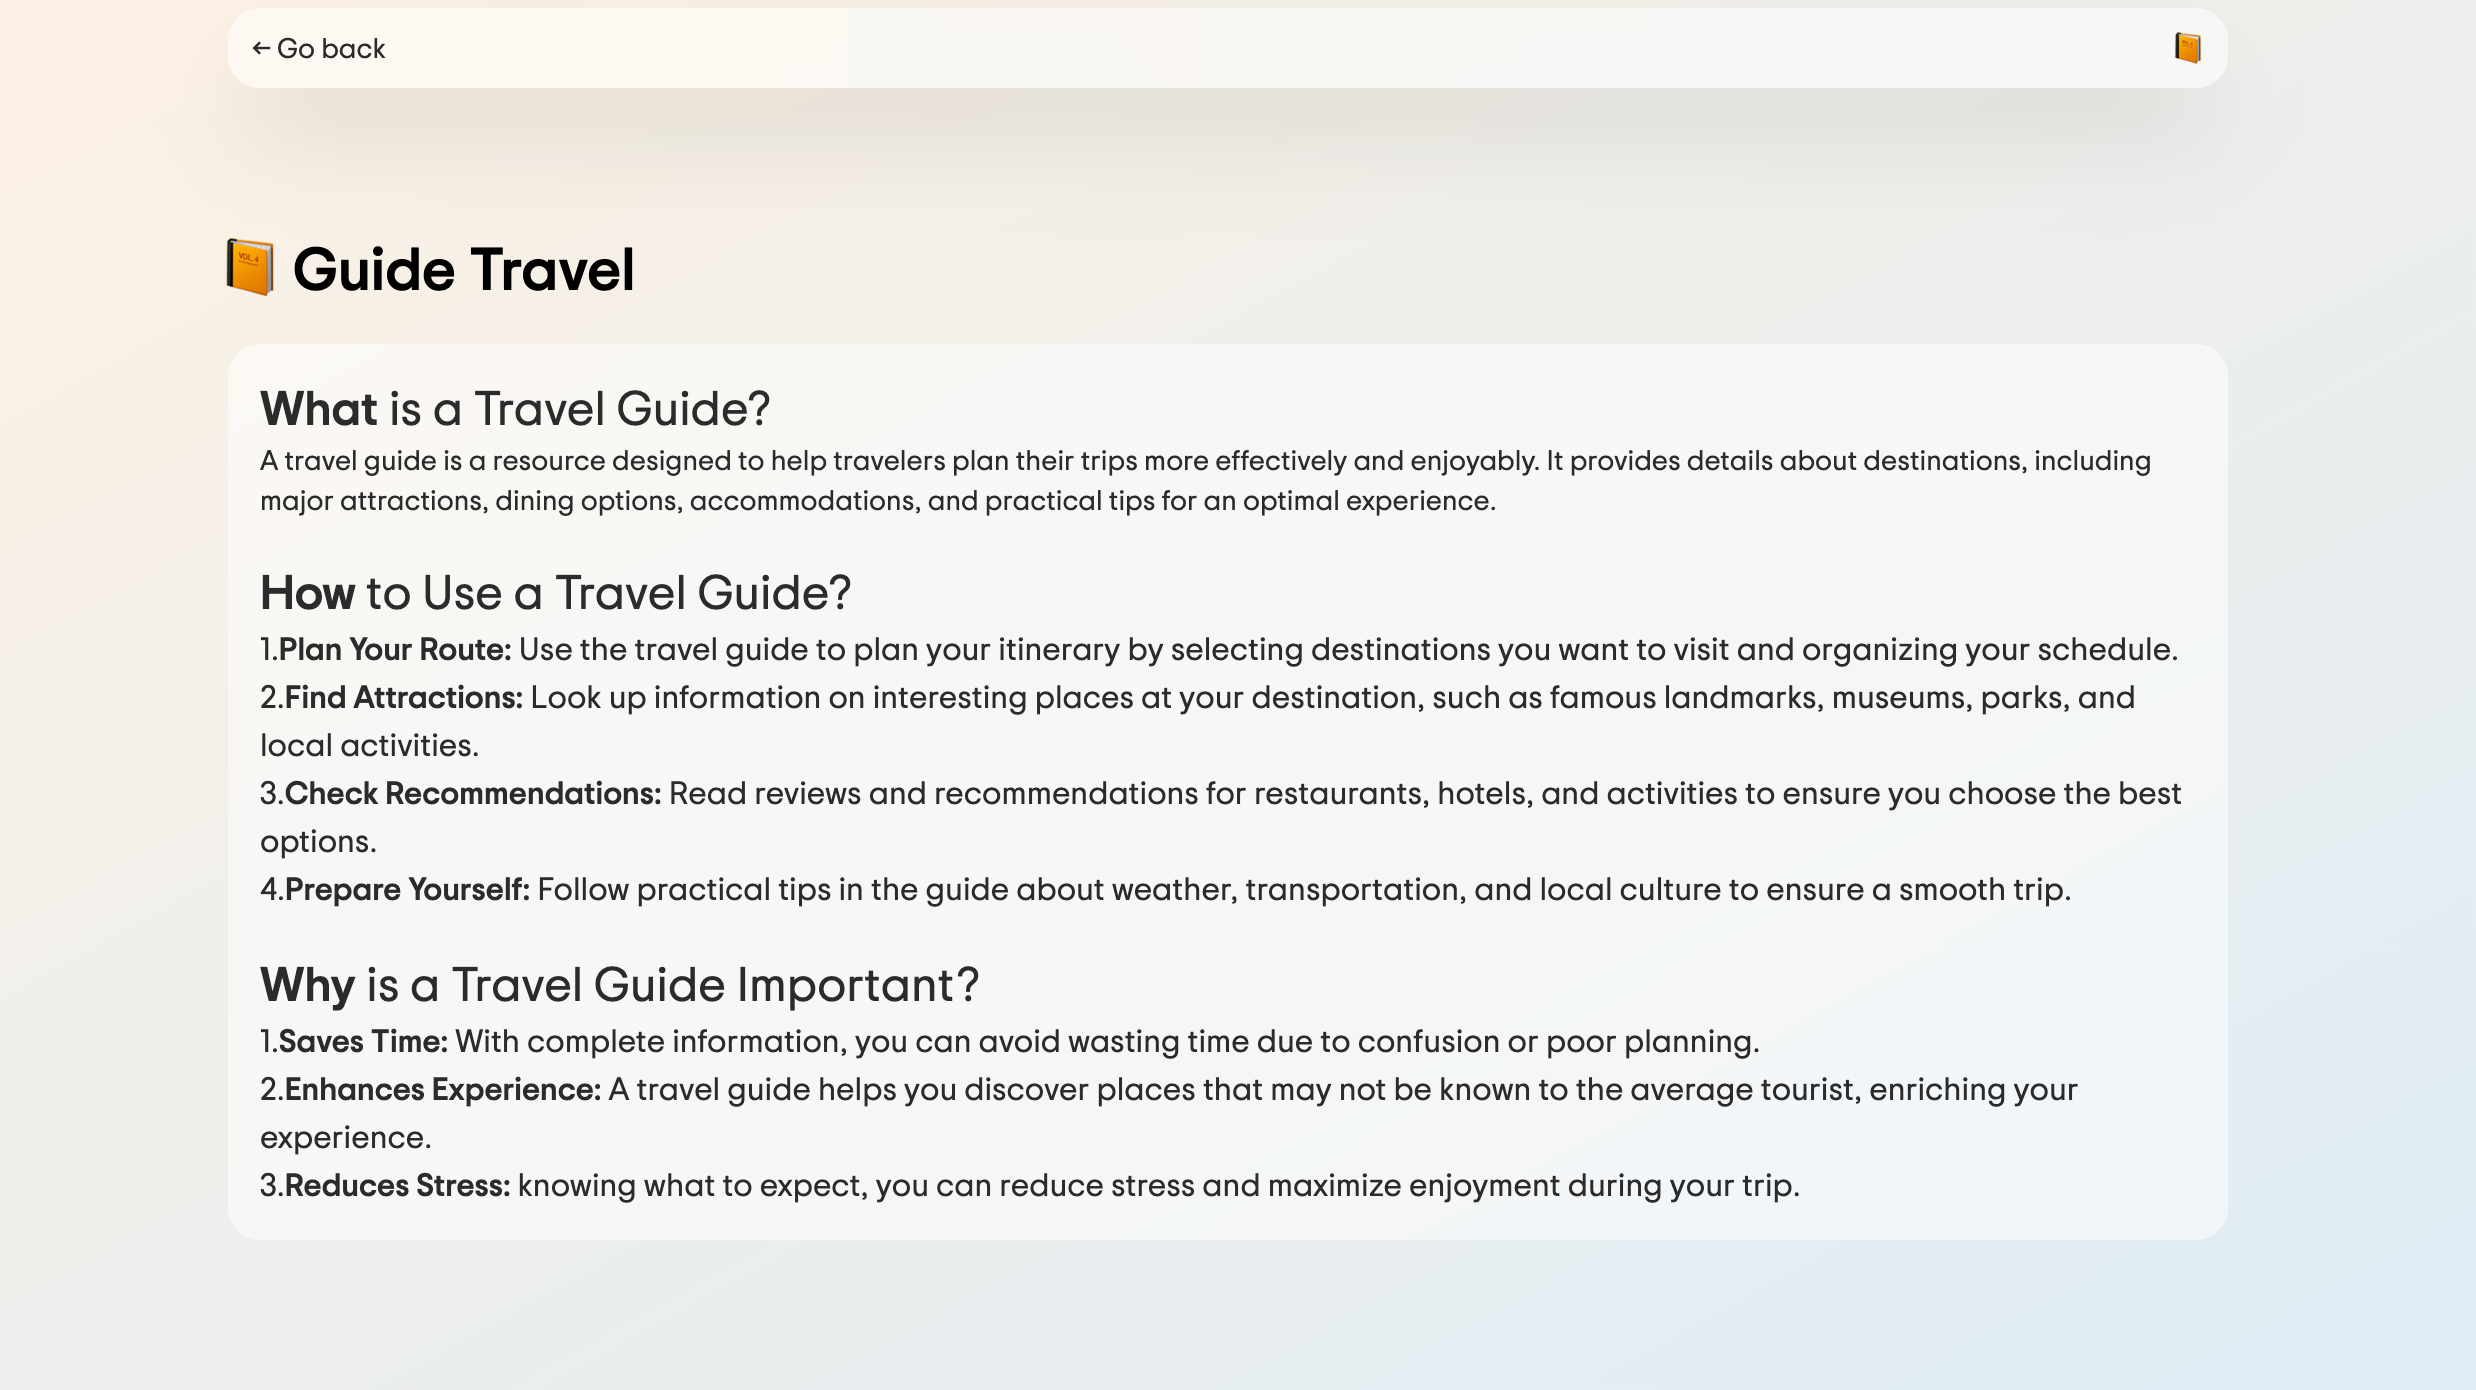 ← Go back
Guide Travel
What is a Travel Guide?
A travel guide is a resource designed to help travelers plan their trips more effectively and enjoyably. It provides details about destinations, including
major attractions, dining options, accommodations, and practical tips for an optimal experience.
How to Use a Travel Guide?
1.Plan Your Route: Use the travel guide to plan your itinerary by selecting destinations you want to visit and organizing your schedule.
2.Find Attractions: Look up information on interesting places at your destination, such as famous landmarks, museums, parks, and
local activities.
3.Check Recommendations: Read reviews and recommendations for restaurants, hotels, and activities to ensure you choose the best
options.
4.Prepare Yourself: Follow practical tips in the guide about weather, transportation, and local culture to ensure a smooth trip.
Why is a Travel Guide Important?
1.Saves Time: With complete information, you can avoid wasting time due to confusion or poor planning.
2.Enhances Experience: A travel guide helps you discover places that may not be known to the average tourist, enriching your
experience.
3.Reduces Stress: knowing what to expect, you can reduce stress and maximize enjoyment during your trip.